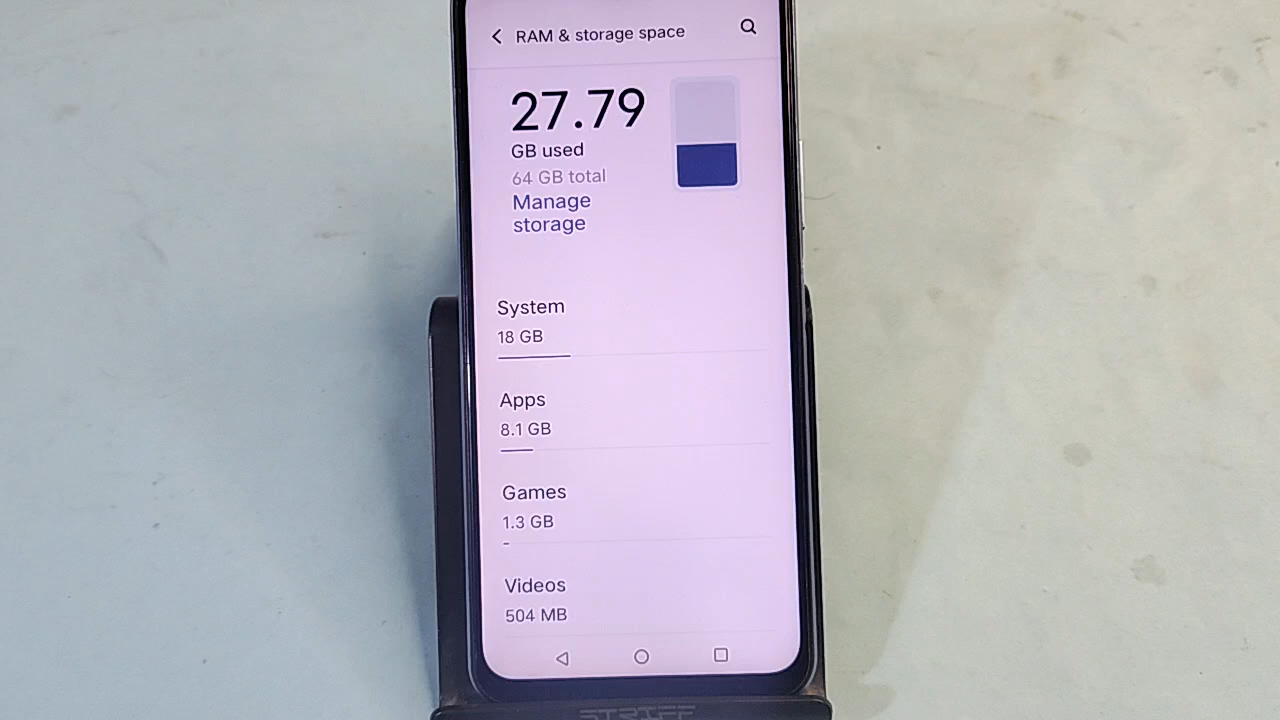 RAM & storage space
27.79
GB used
64 GB total
Manage
storage
System
18 GB
Apps
8.1 GB
Games
1.3 GB
Videos
504 MB
STRIFF